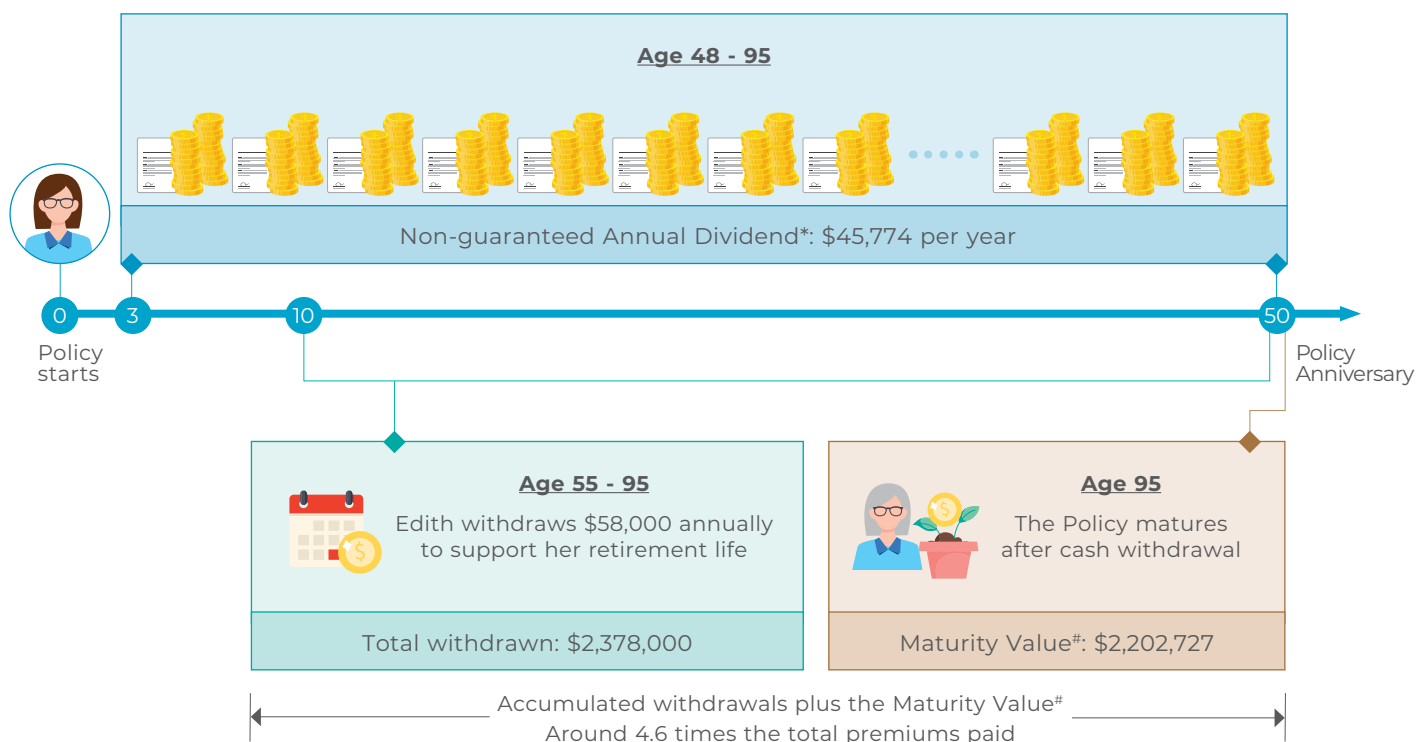 Age 48 - 95
Non-guaranteed Annual Dividend*: $45,774 per year
0
3
10
50
Policy
starts
Policy
Anniversary
Age 55 - 95
Edith withdraws $58,000 annually
to support her retirement life
Total withdrawn: $2,378,000
Age 95
The Policy matures
after cash withdrawal
Maturity Value#: $2,202,727
Accumulated withdrawals plus the Maturity Value#
Around 4.6 times the total premiums paid